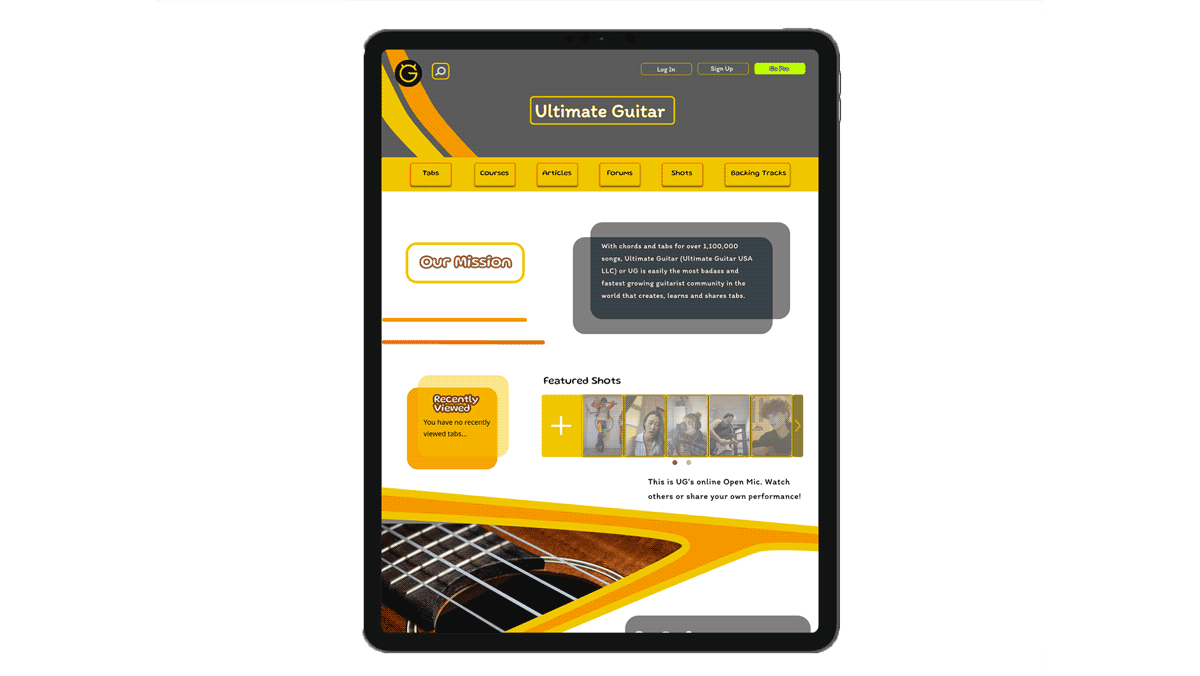 Log In
Sign Up
Go Pro
Ultimate Guitar
Tabs
Courses
Articles
Forums
Shots
Backing Tracks
Our Mission
With chords and tabs for over 1,100,000
songs, Ultimate Guitar (Ultimate Guitar USA
LLC) or UG is easily the most badass and
fastest growing guitarist community in the
world that creates, learns and shares tabs.
Recently
Viewed
You have no recently
viewed tabs...
Featured Shots
This is UG's online Open Mic. Watch
others or share your own performance!